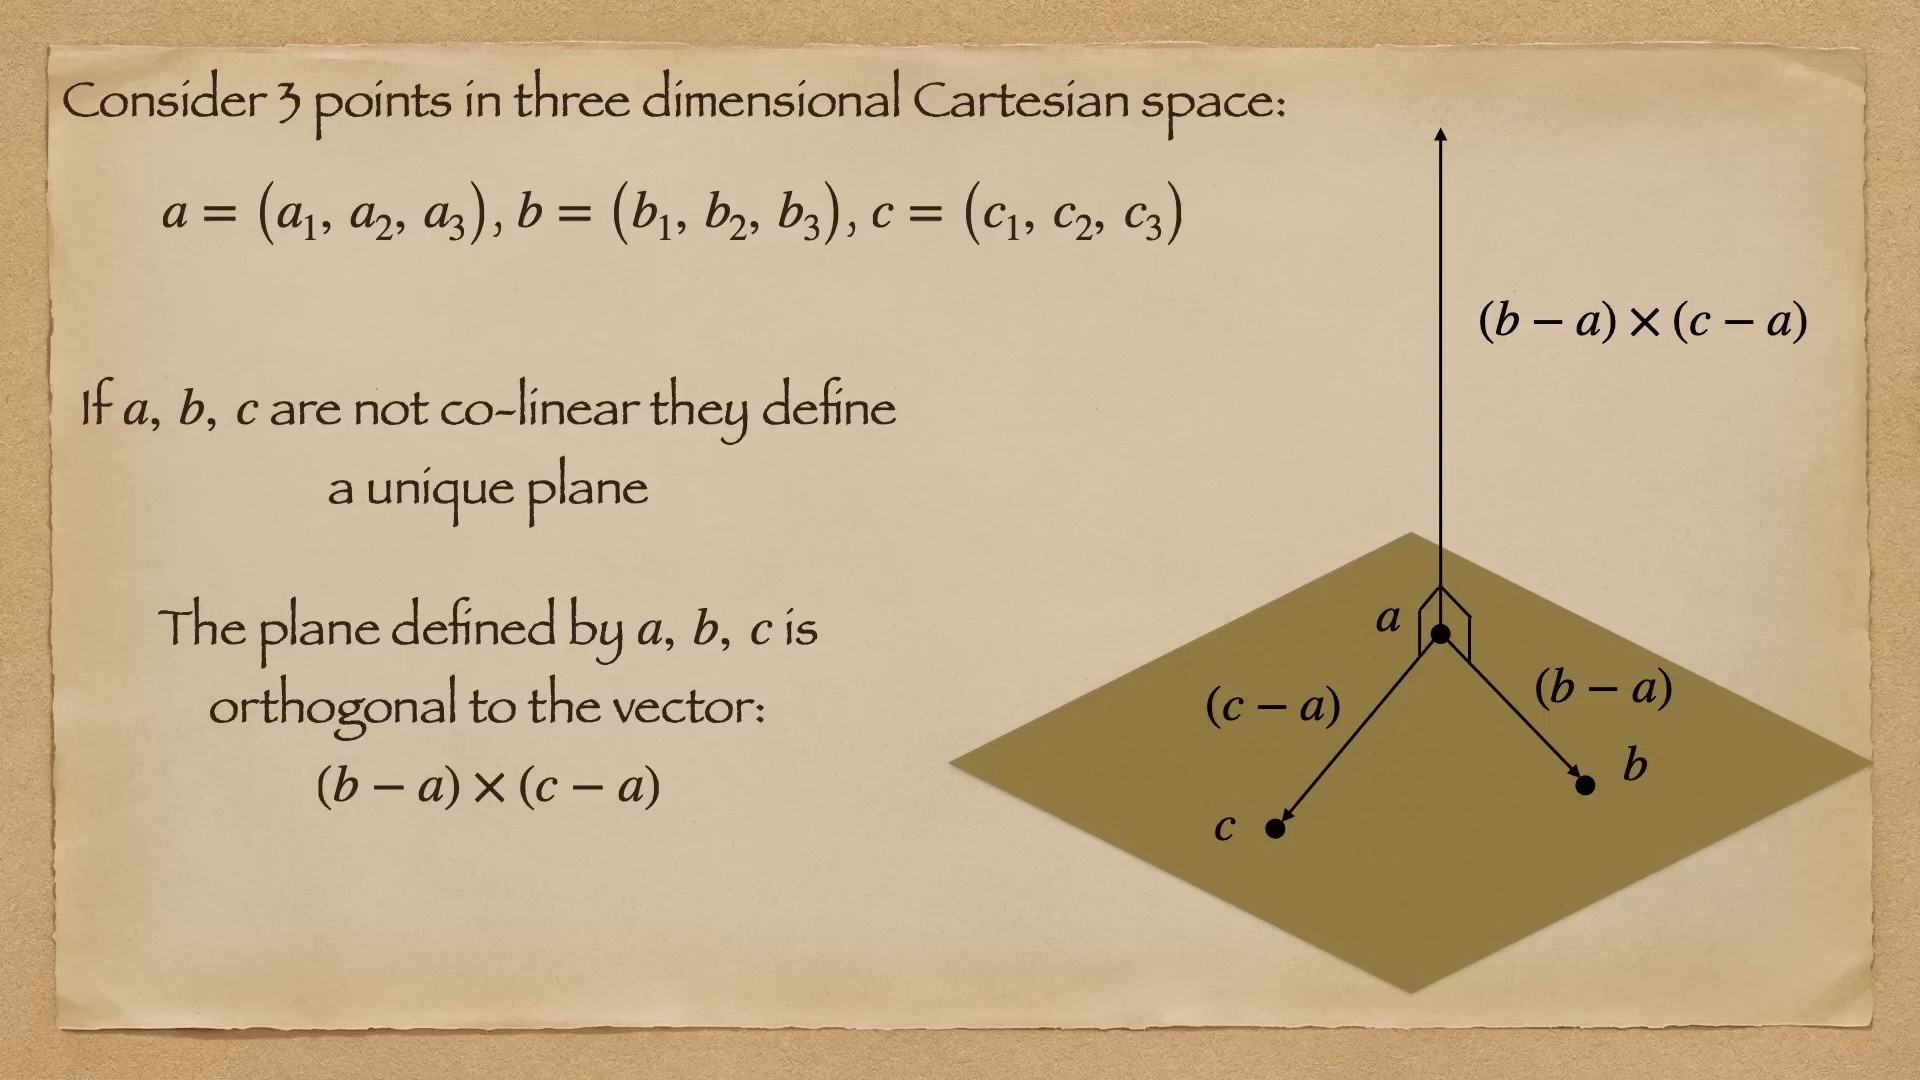 Consider 3 points in three dimensional Cartesian space:
a = (a₁, a₂, a₃), b = (b₁, b₂, b₃), c = (c₁, c₂, c₃)
If a, b, c are not co-linear they define
a unique plane
The plane defined by a, b, c is
orthogonal to the vector:
(b − a) × (c − a)
(b − a) × (c − a)
a
(b − a)
(c − a)
b
c